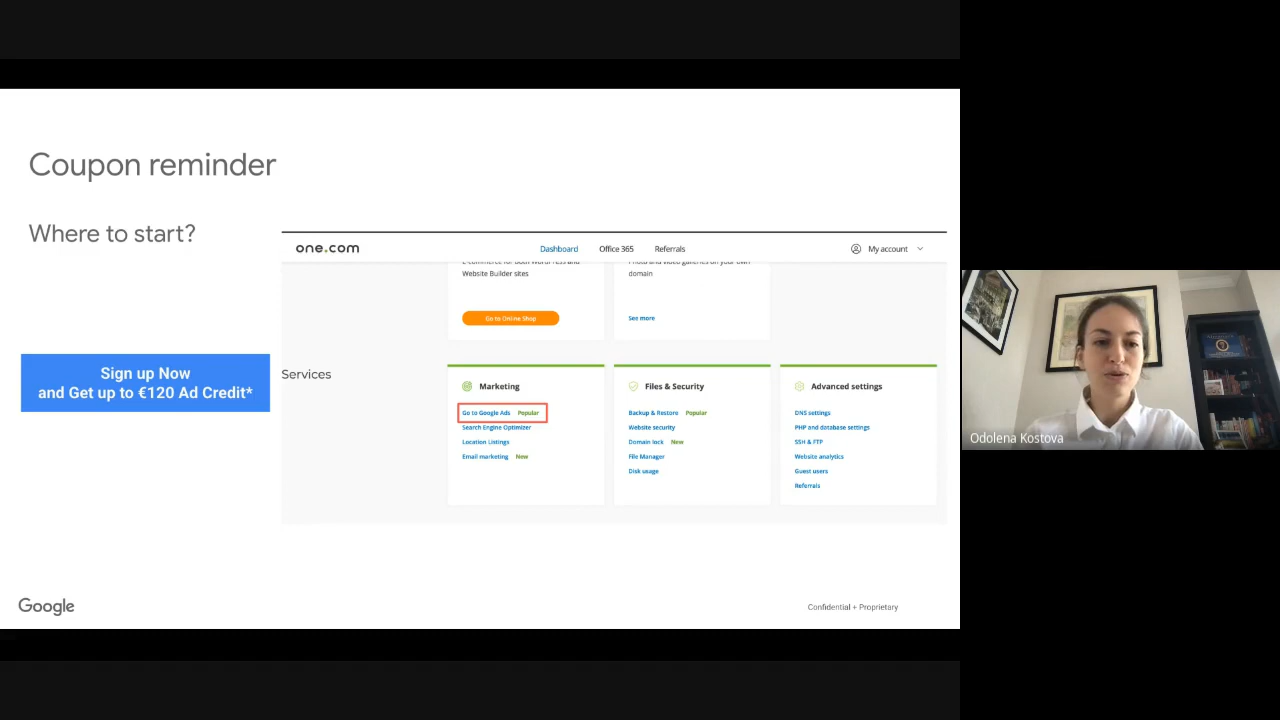 Coupon reminder
Where to start?
Sign up Now
and Get up to €120 Ad Credit*
one.com
Dashboard
Office 365
Referrals
My account
Website Builder sites
domain
Go to Online Shop
See more
Services
Marketing
Go to Google Ads Popular
Search Engine Optimizer
Location Listings
Email marketing New
Files & Security
Backup & Restore Popular
Website security
Domain lock New
File Manager
Disk usage
Advanced settings
DNS settings
PHP and database settings
SSH & FTP
Website analytics
Guest users
Referrals
Google
Confidential + Proprietary
Odolena Kostova